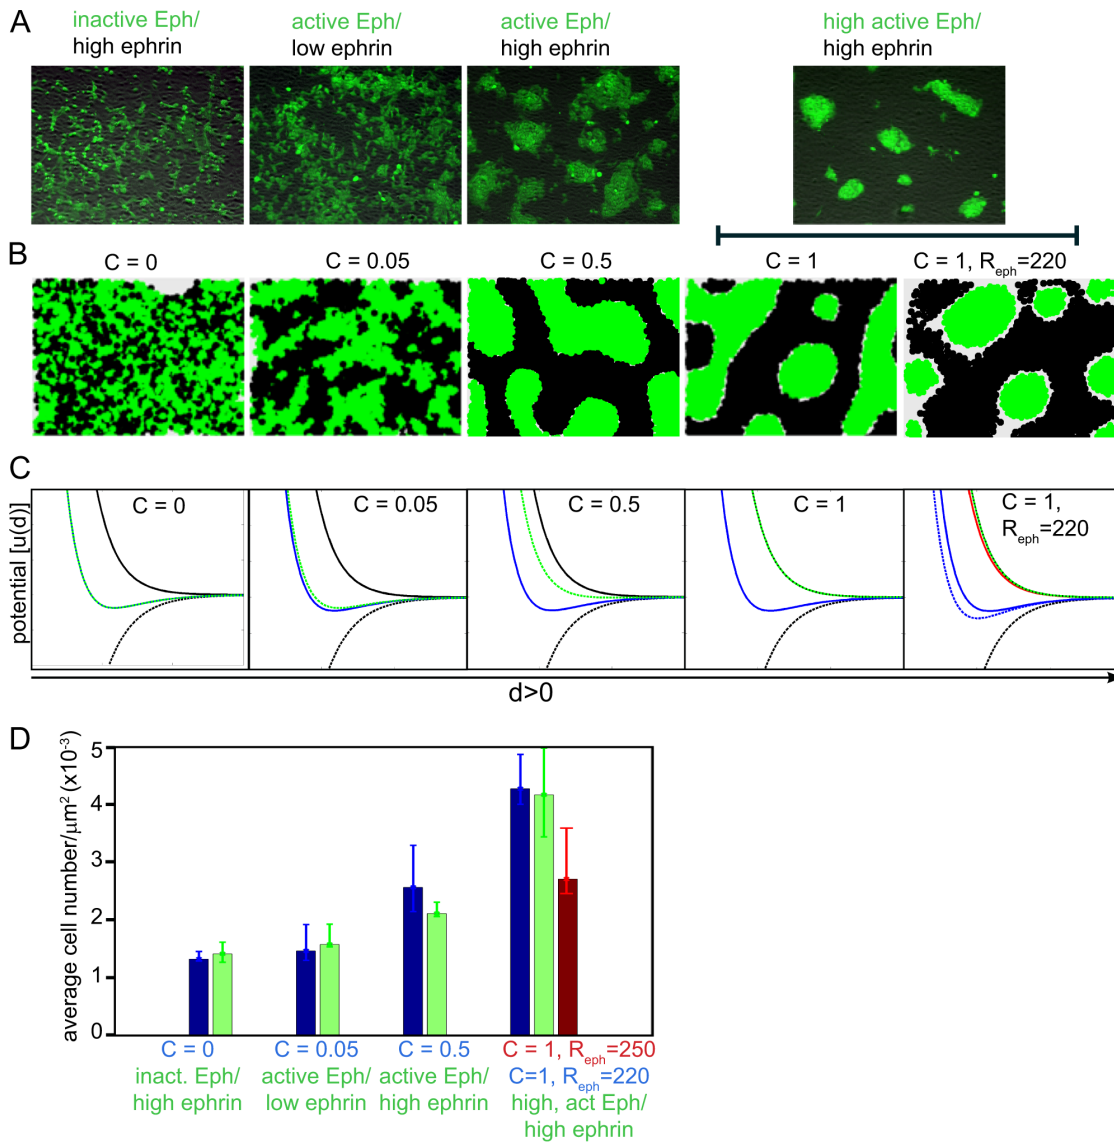 A
inactive Eph/
high ephrin
active Eph/
low ephrin
active Eph/
high ephrin
high active Eph/
high ephrin
B
C = 0
C = 0.05
C = 0.5
C = 1
C = 1, Reph=220
C
potential [u(d)]
C = 0
C = 0.05
C = 0.5
C = 1
C = 1,
Reph=220
d>0
D
average cell number/μm² (x10⁻³)
5
4
3
2
1
0
C = 0
inact. Eph/
high ephrin
C = 0.05
active Eph/
low ephrin
C = 0.5
active Eph/
high ephrin
C = 1, Reph=250
C=1, Reph=220
high, act Eph/
high ephrin